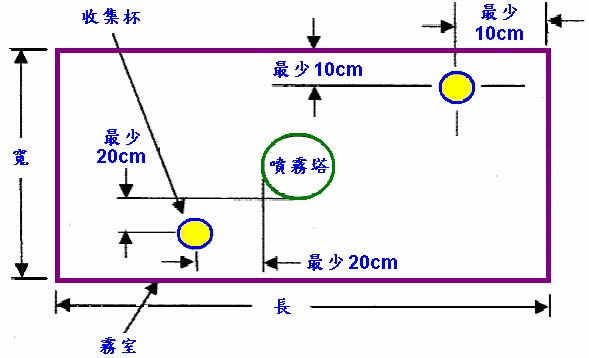 收集杯
最少
10cm
最少10cm
最少
20cm
寬
噴霧塔
最少20cm
長
霧室